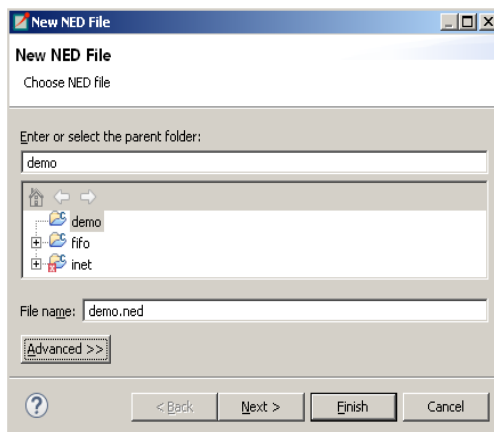 New NED File
New NED File
Choose NED file
Enter or select the parent folder:
demo
demo
fifo
inet
File name: demo.ned
Advanced >>
? < Back Next > Finish Cancel